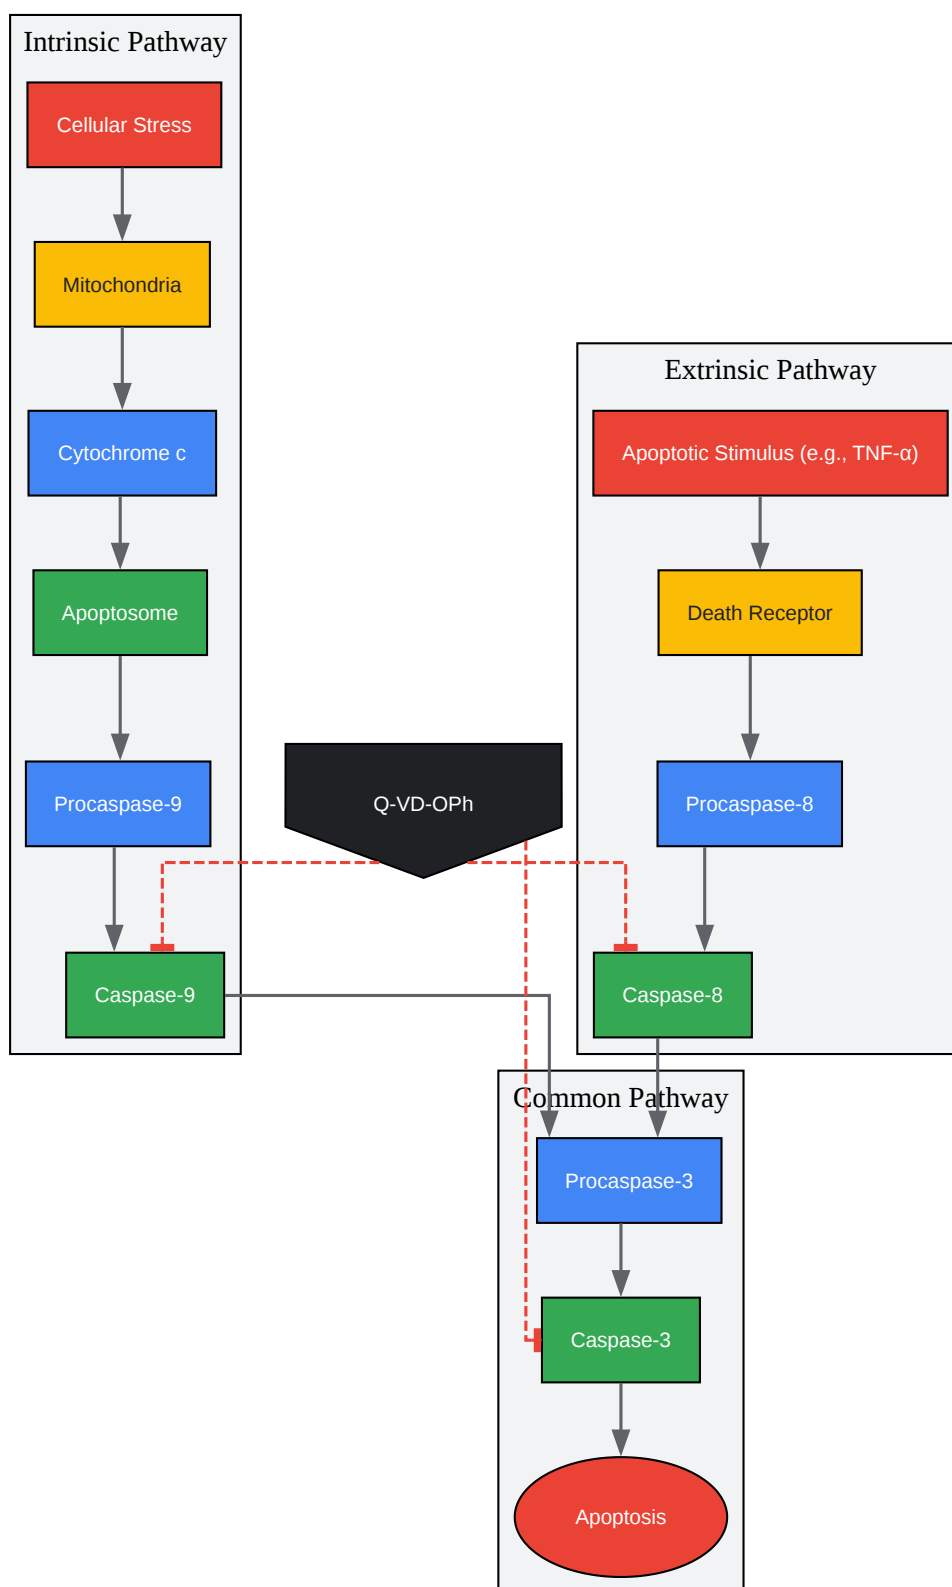 Intrinsic Pathway
Cellular Stress
Mitochondria
Cytochrome c
Apoptosome
Procaspase-9
Caspase-9
Q-VD-OPh
Extrinsic Pathway
Apoptotic Stimulus (e.g., TNF-α)
Death Receptor
Procaspase-8
Caspase-8
Common Pathway
Procaspase-3
Caspase-3
Apoptosis